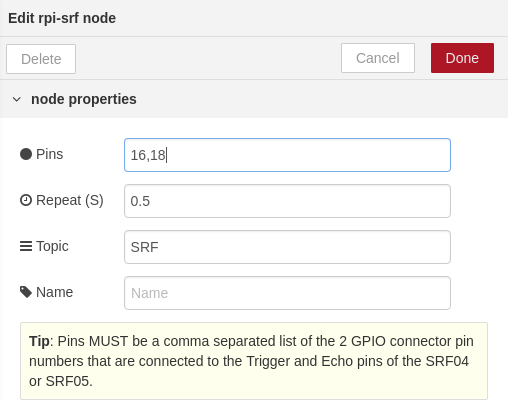 Edit rpi-srf node
Delete
Cancel
Done
node properties
Pins
16,18
Repeat (S)
0.5
Topic
SRF
Name
Name
Tip: Pins MUST be a comma separated list of the 2 GPIO connector pin
numbers that are connected to the Trigger and Echo pins of the SRF04
or SRF05.